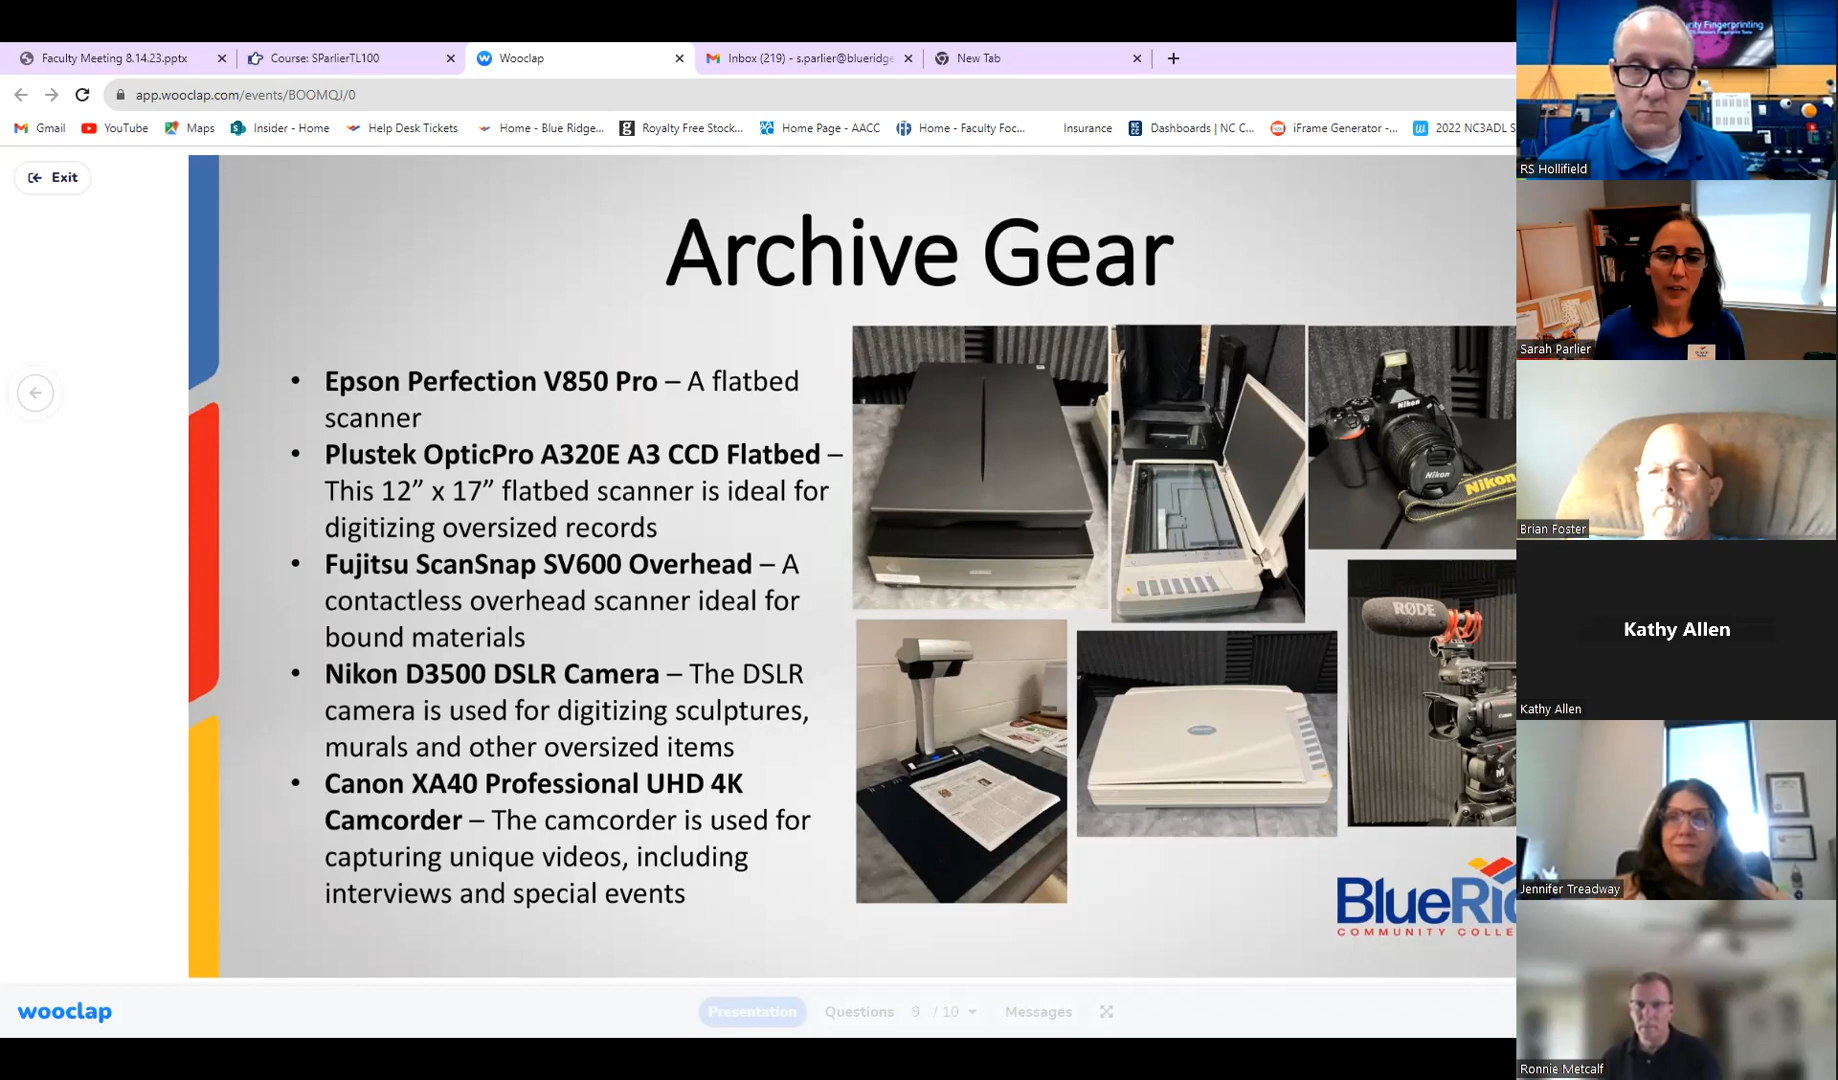 Faculty Meeting 8.14.23.pptx
Course: SParlierTL100
Wooclap
Inbox (219) - s.parlier@blueridge
New Tab
app.wooclap.com/events/BOOMQJ/0
Gmail
YouTube
Maps
Insider - Home
Help Desk Tickets
Home - Blue Ridge...
Royalty Free Stock...
Home Page - AACC
Home - Faculty Foc...
Insurance
Dashboards | NC C...
iFrame Generator -...
2022 NC3ADL S
Exit
Archive Gear
• Epson Perfection V850 Pro – A flatbed
scanner
• Plustek OpticPro A320E A3 CCD Flatbed –
This 12” x 17” flatbed scanner is ideal for
digitizing oversized records
• Fujitsu ScanSnap SV600 Overhead – A
contactless overhead scanner ideal for
bound materials
• Nikon D3500 DSLR Camera – The DSLR
camera is used for digitizing sculptures,
murals and other oversized items
• Canon XA40 Professional UHD 4K
Camcorder – The camcorder is used for
capturing unique videos, including
interviews and special events
Nikon
Nikon
Nikon
RØDE
BlueRid
COMMUNITY COLLE
wooclap
Presentation
Questions 9 / 10
Messages
rity Fingerprinting
RS Hollifield
Sarah Parlier
Brian Foster
Kathy Allen
Kathy Allen
Jennifer Treadway
Ronnie Metcalf